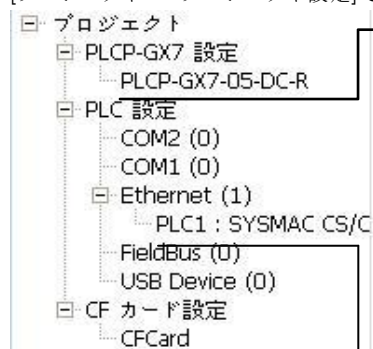 プロジェクト
PLCP-GX7 設定
PLCP-GX7-05-DC-R
PLC 設定
COM2 (0)
COM1 (0)
Ethernet (1)
PLC1 : SYSMAC CS/C
FieldBus (0)
USB Device (0)
CF カード設定
CFCard